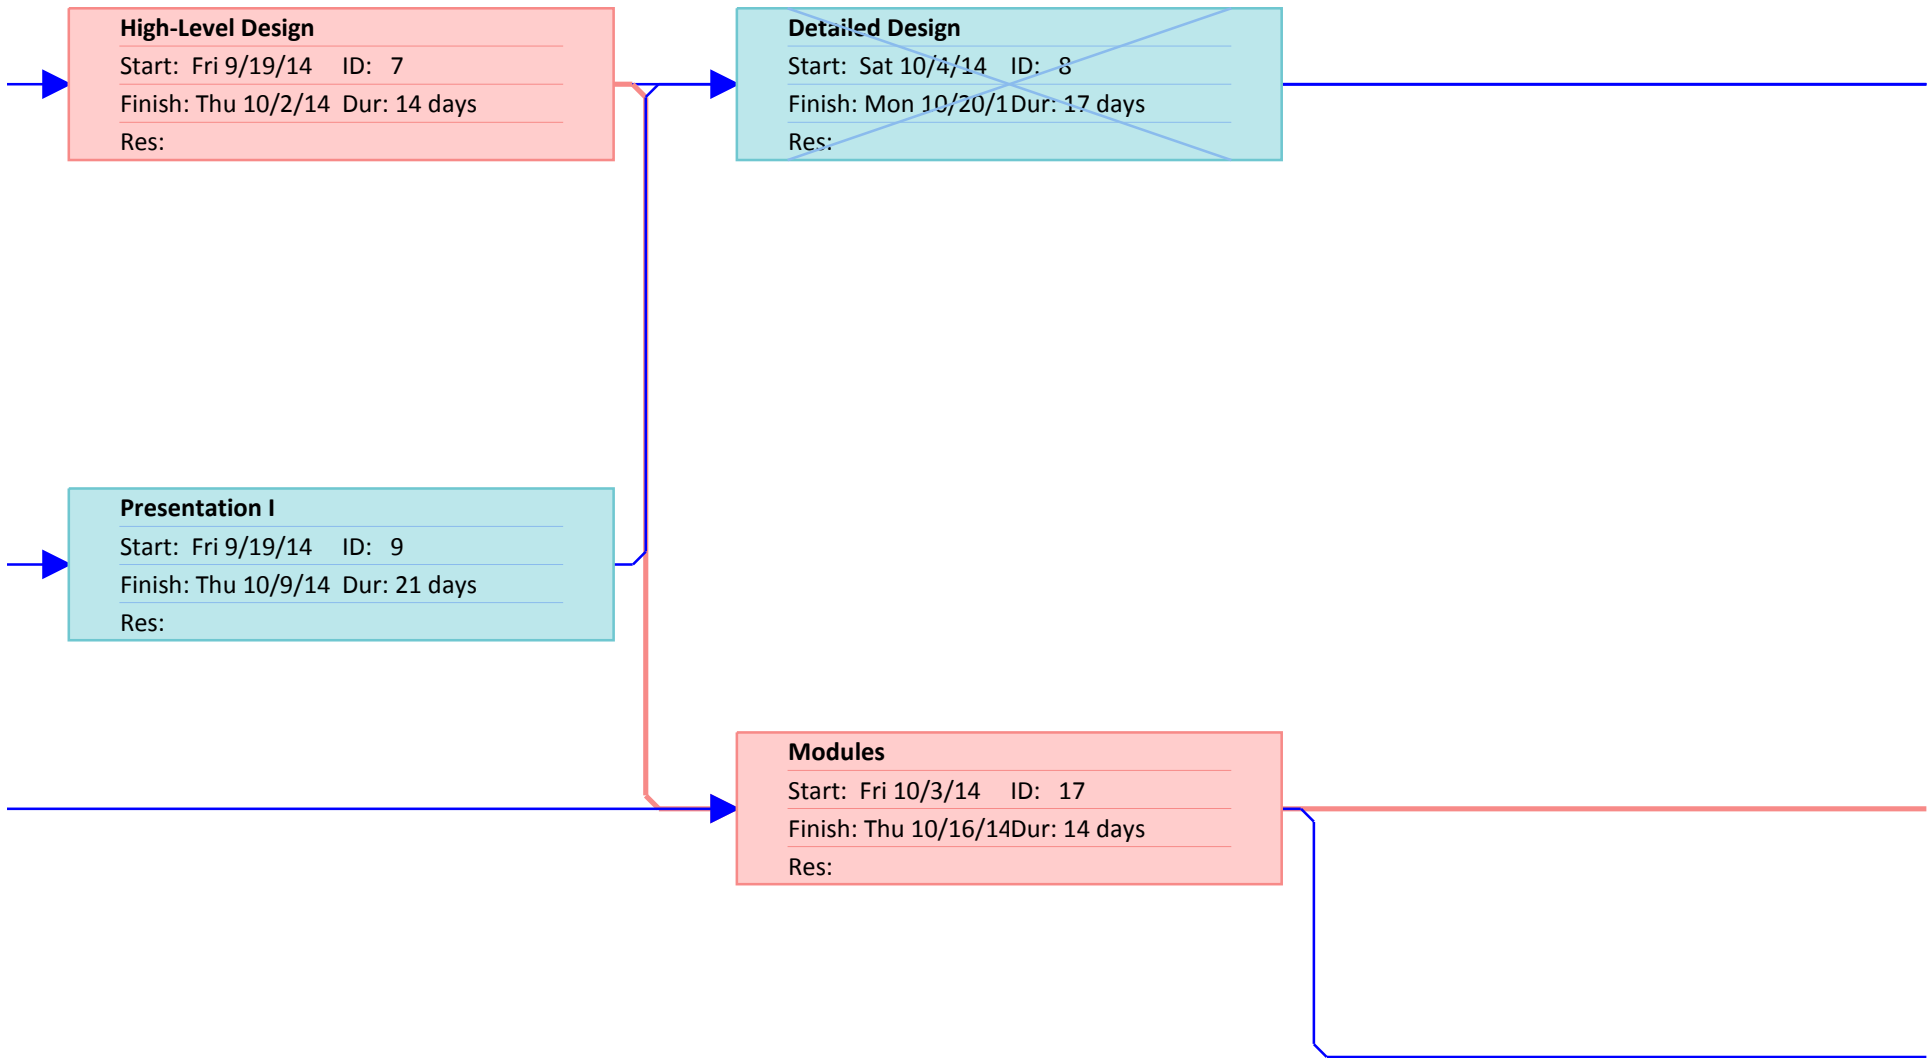 High-Level Design
Start: Fri 9/19/14 ID: 7
Finish: Thu 10/2/14 Dur: 14 days
Res:
Detailed Design
Start: Sat 10/4/14 ID: 8
Finish: Mon 10/20/1Dur: 17 days
Res:
Presentation I
Start: Fri 9/19/14 ID: 9
Finish: Thu 10/9/14 Dur: 21 days
Res:
Modules
Start: Fri 10/3/14 ID: 17
Finish: Thu 10/16/14Dur: 14 days
Res: